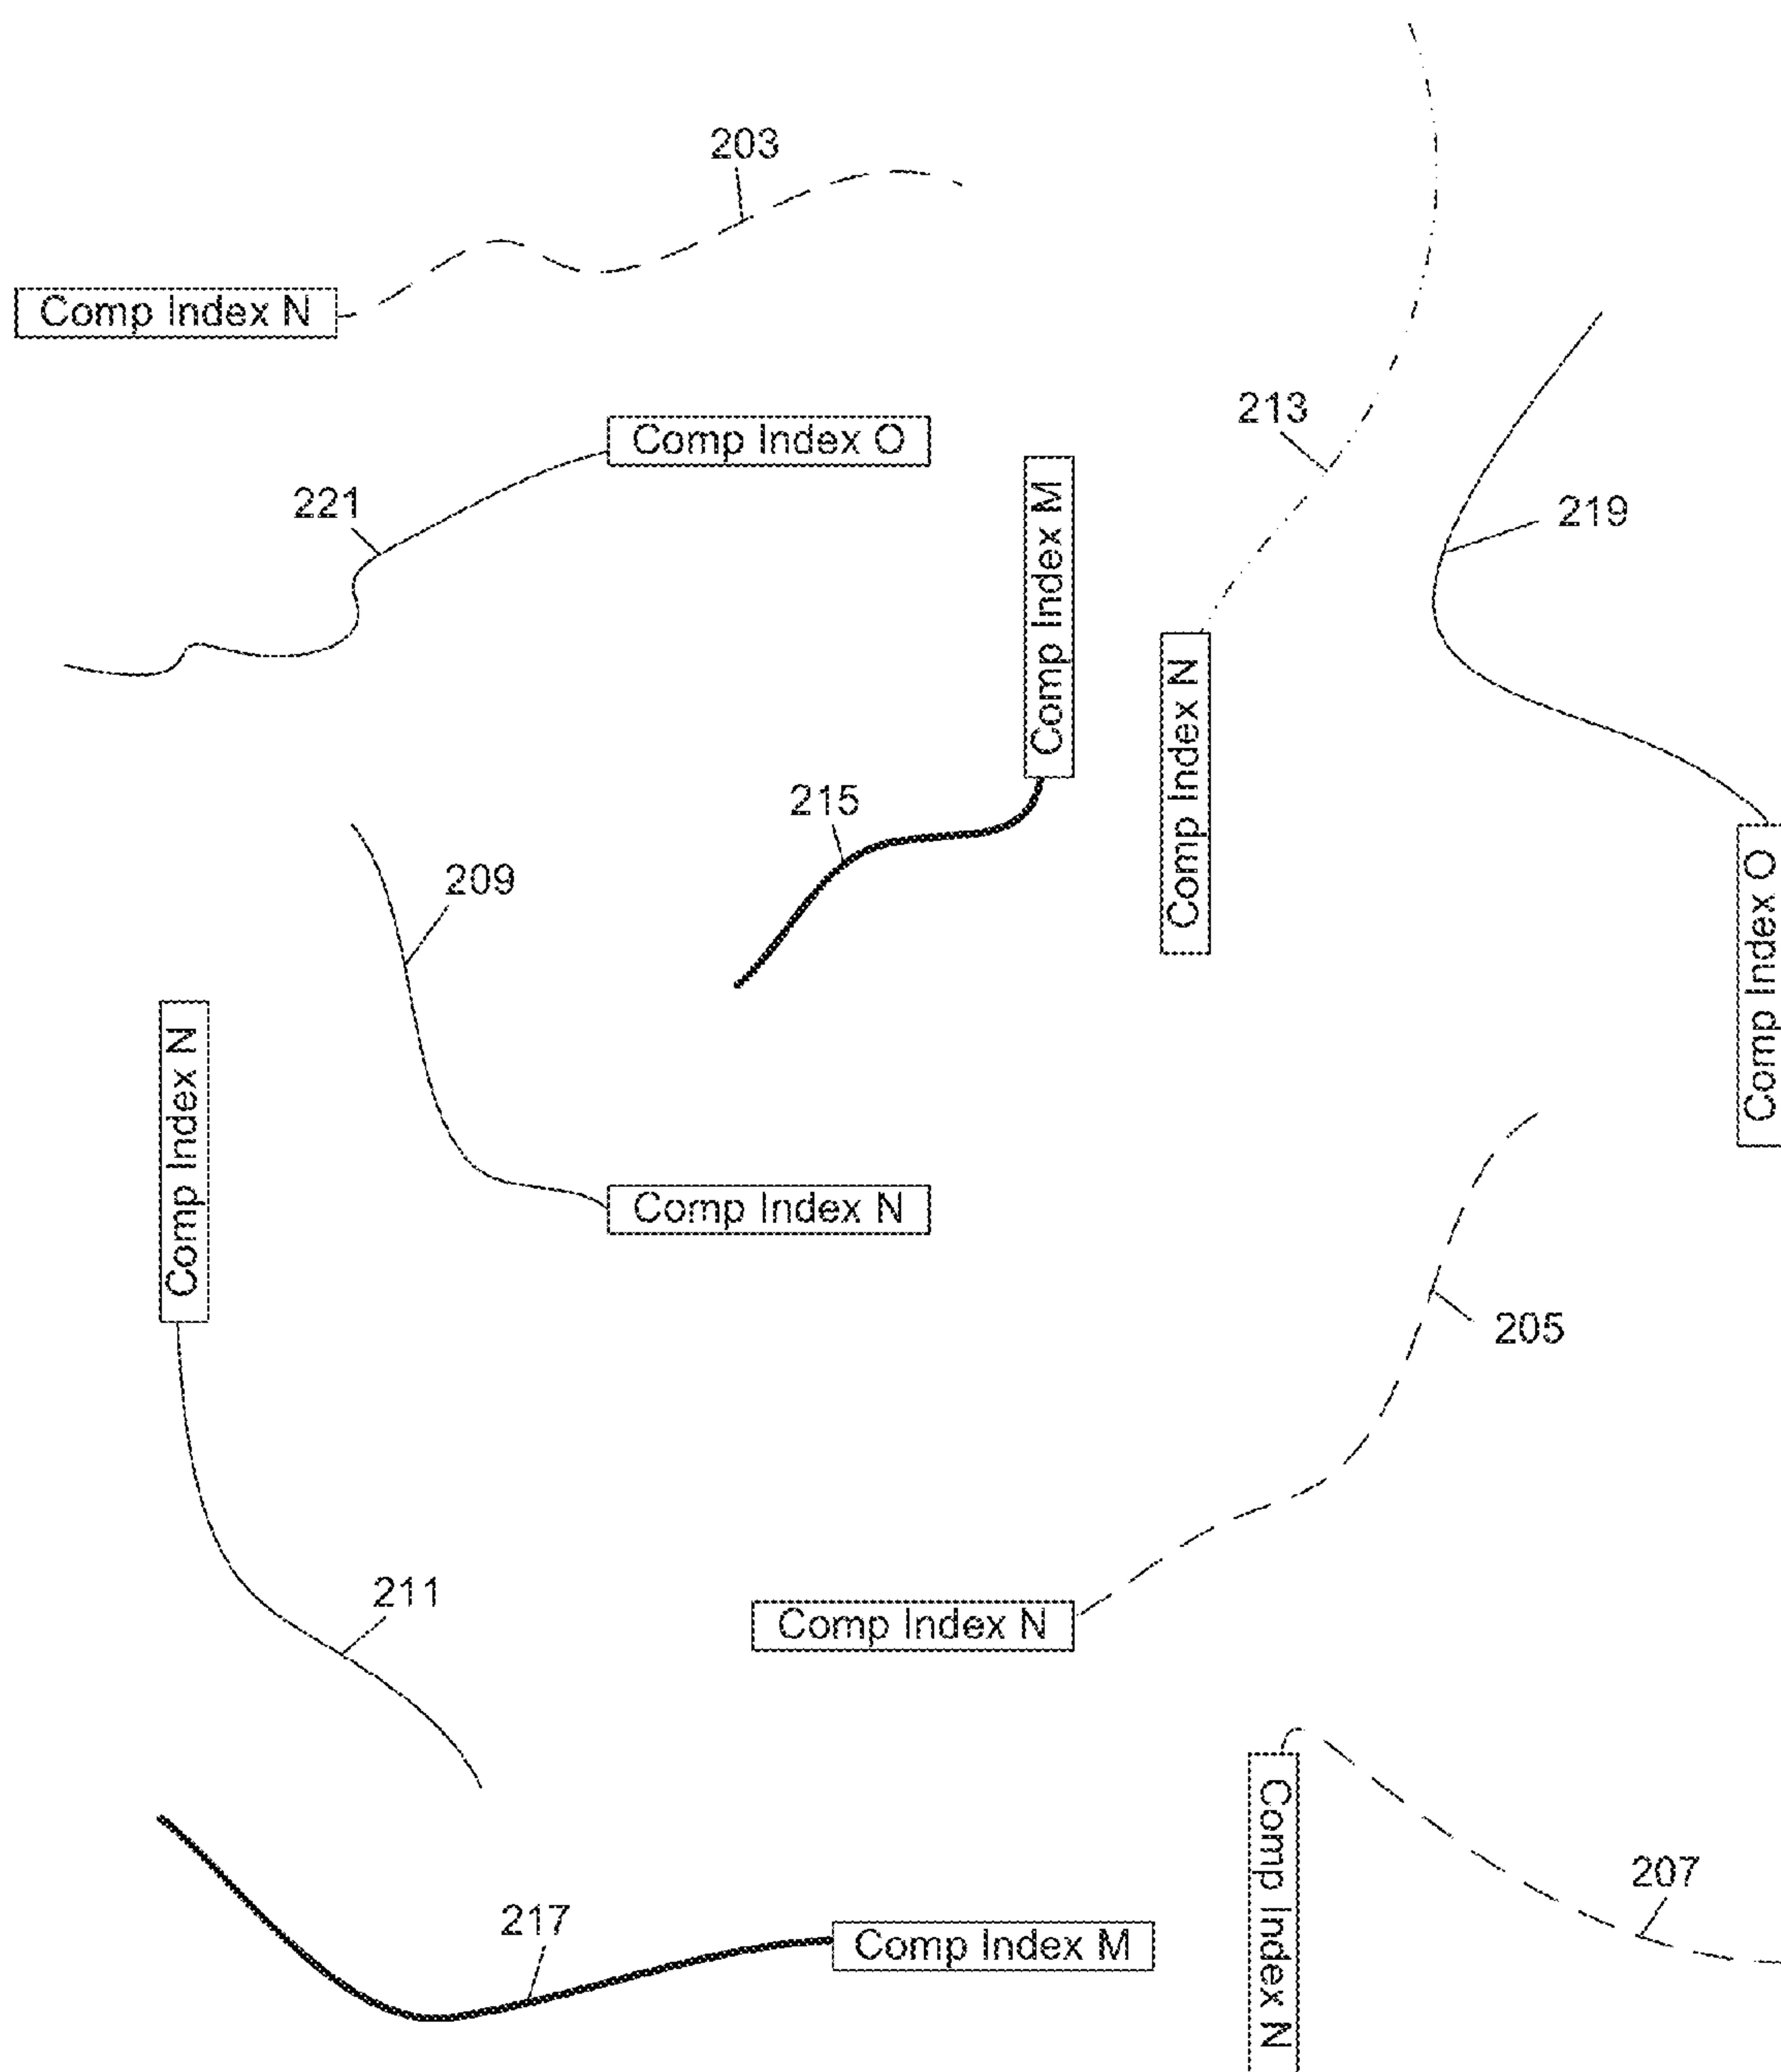 203
Comp Index N
213
Comp Index O
221
Comp Index M
219
Comp Index N
215
209
Comp Index O
Comp Index N
Comp Index N
205
211
Comp Index N
Comp Index N
207
217
Comp Index M